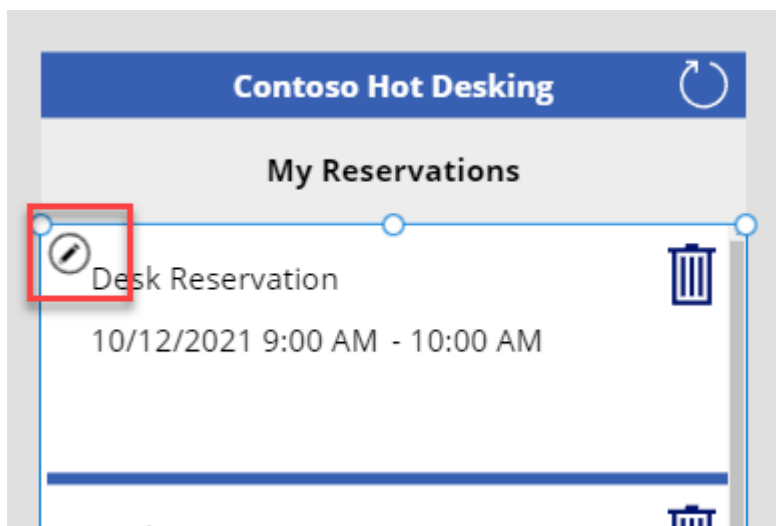 Contoso Hot Desking
My Reservations
Desk Reservation
10/12/2021 9:00 AM - 10:00 AM